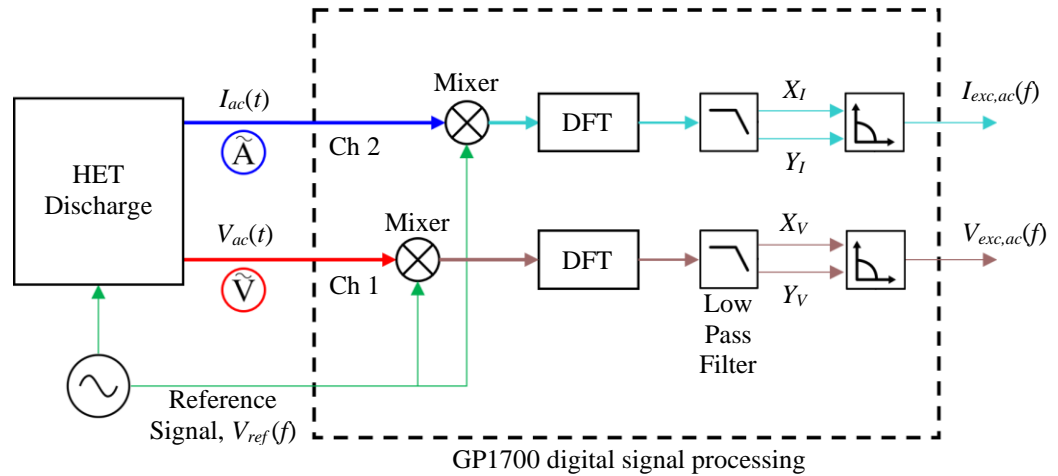 Mixer
I_ac(t)
X_I
I_exc,ac(f)
HET
Discharge
Ã
Ch 2
DFT
Y_I
Mixer
V_ac(t)
X_V
V_exc,ac(f)
Ṽ
Ch 1
DFT
Y_V
Low
Pass
Filter
Reference
Signal, V_ref(f)
GP1700 digital signal processing